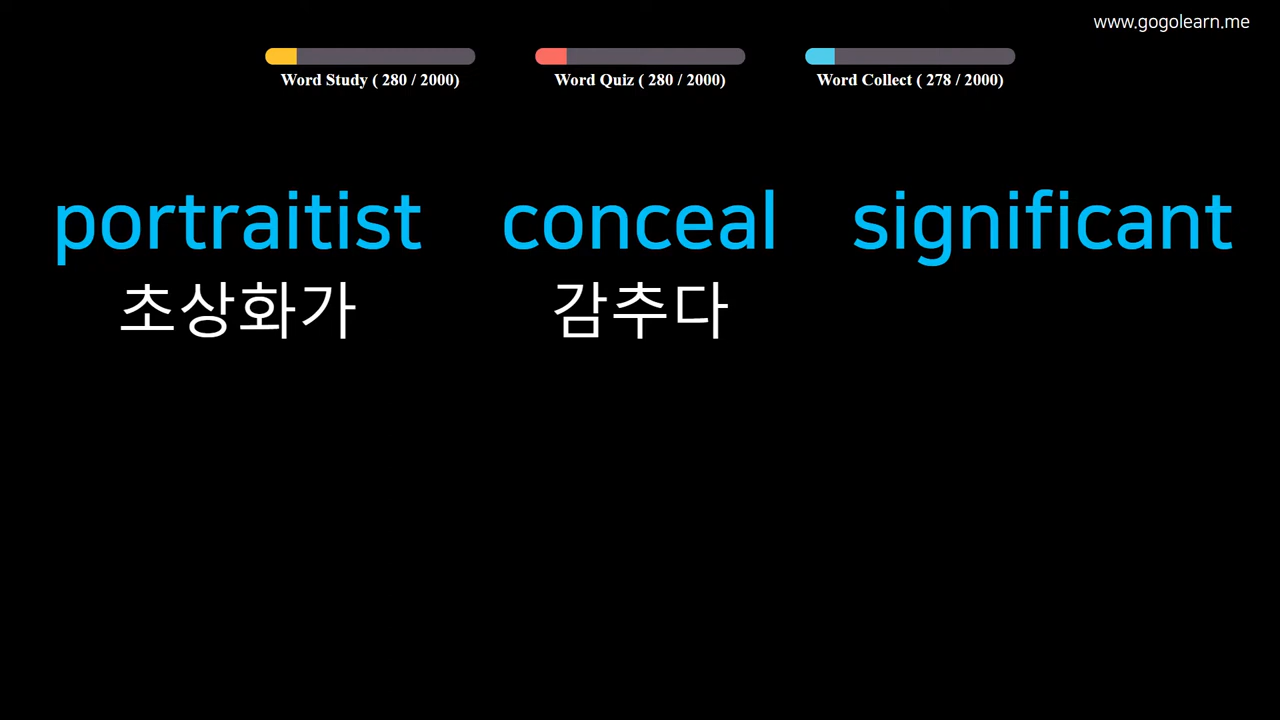 www.gogolearn.me
Word Study ( 280 / 2000) Word Quiz ( 280 / 2000) Word Collect ( 278 / 2000)
portraitist conceal significant
초상화가 감추다